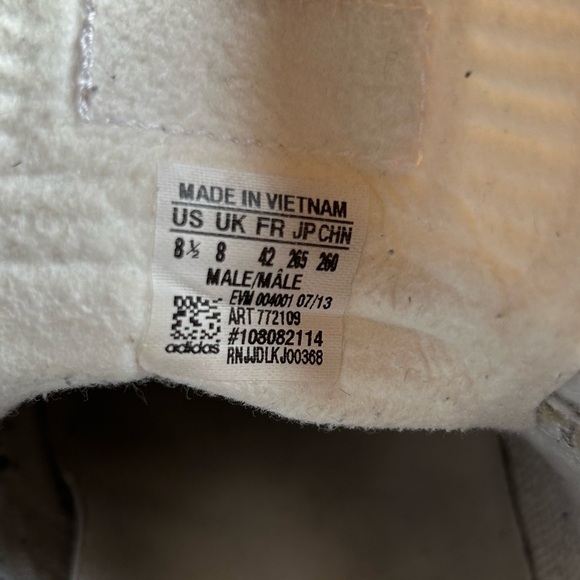 MADE IN VIETNAM
US UK FR JP CHN
8½ 8 42 265 260
MALE/MÂLE
EVM 004001 07/13
ART 772109
#108082114
adidas RNJJDLKJ00368